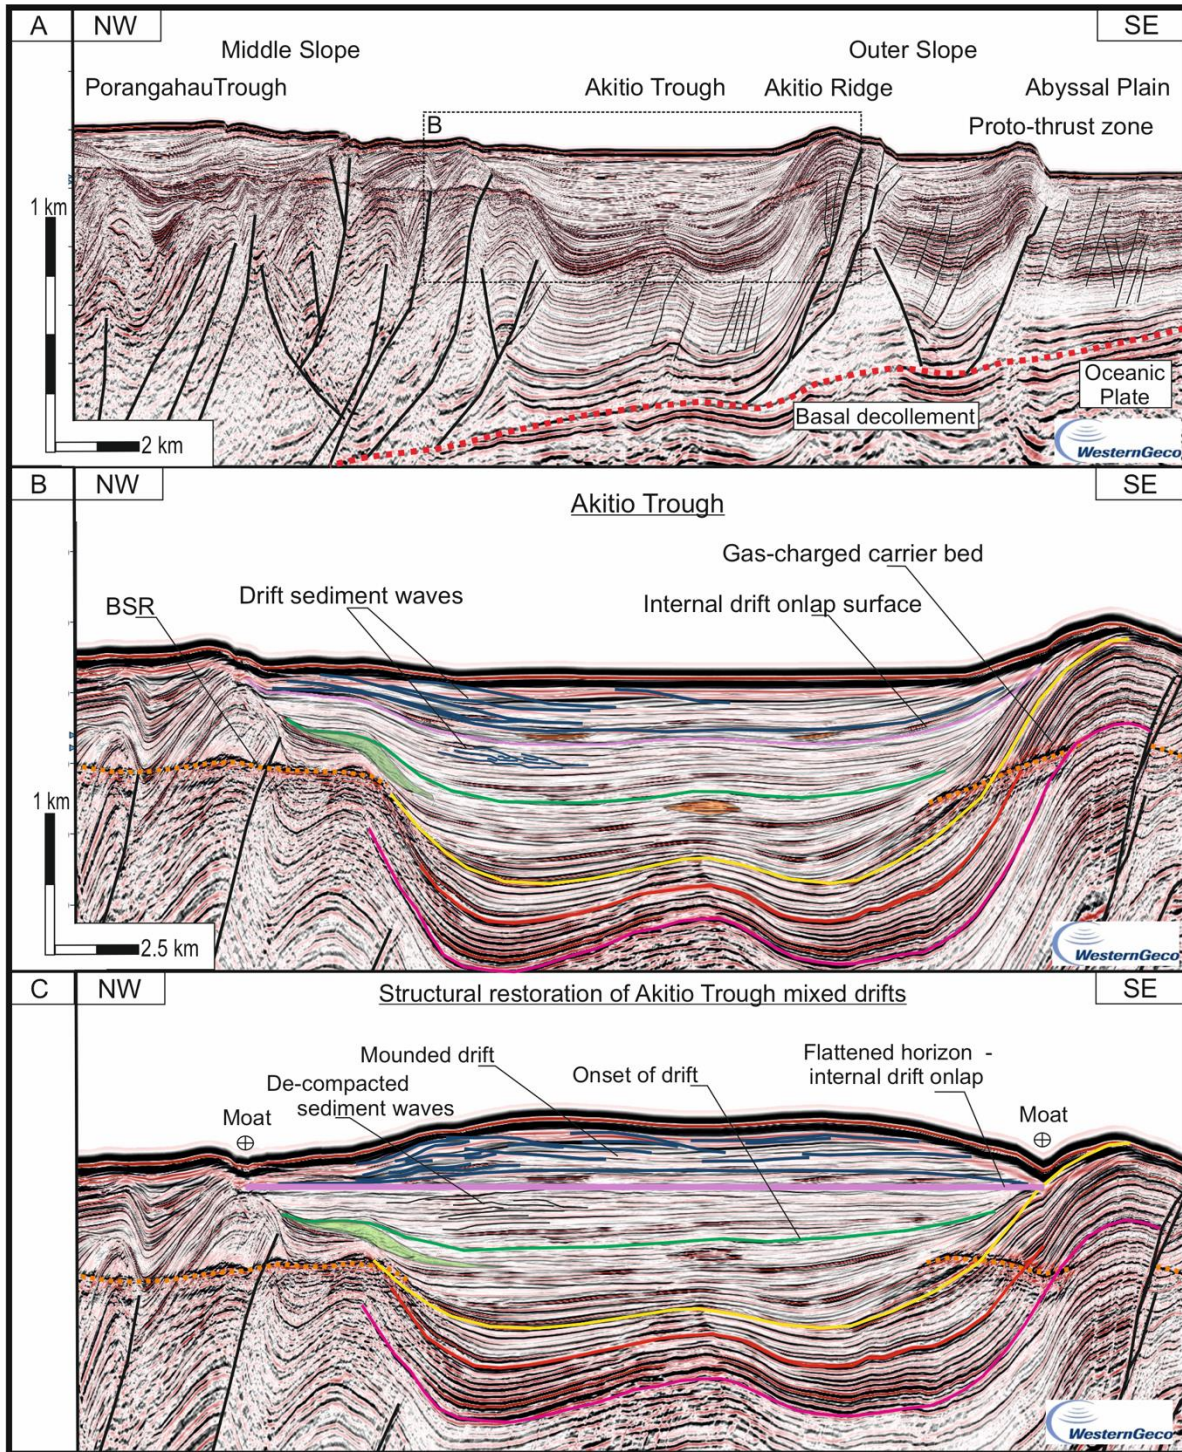 A
NW
SE
Middle Slope
Outer Slope
PorangahauTrough
Akitio Trough
Akitio Ridge
Abyssal Plain
B
Proto-thrust zone
1 km
Oceanic
Plate
Basal decollement
2 km
WesternGeco
B
NW
SE
Akitio Trough
Gas-charged carrier bed
Drift sediment waves
BSR
Internal drift onlap surface
1 km
2.5 km
WesternGeco
C
NW
Structural restoration of Akitio Trough mixed drifts
SE
Mounded drift
Flattened horizon -
internal drift onlap
Onset of drift
De-compacted
sediment waves
Moat
Moat
WesternGeco